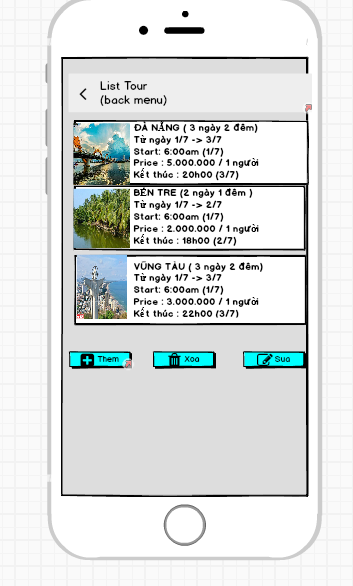 List Tour
(back menu)
ĐÀ NẴNG ( 3 ngày 2 đêm)
Từ ngày 1/7 -> 3/7
Start: 6:00am (1/7)
Price : 5.000.000 / 1 người
Kết thúc : 20h00 (3/7)
BẾN TRE (2 ngày 1 đêm )
Từ ngày 1/7 -> 2/7
Start: 6:00am (1/7)
Price : 2.000.000 / 1 người
Kết thúc : 18h00 (2/7)
VŨNG TÀU ( 3 ngày 2 đêm)
Từ ngày 1/7 -> 3/7
Start: 6:00am (1/7)
Price : 3.000.000 / 1 người
Kết thúc : 22h00 (3/7)
Them Xoa Sua